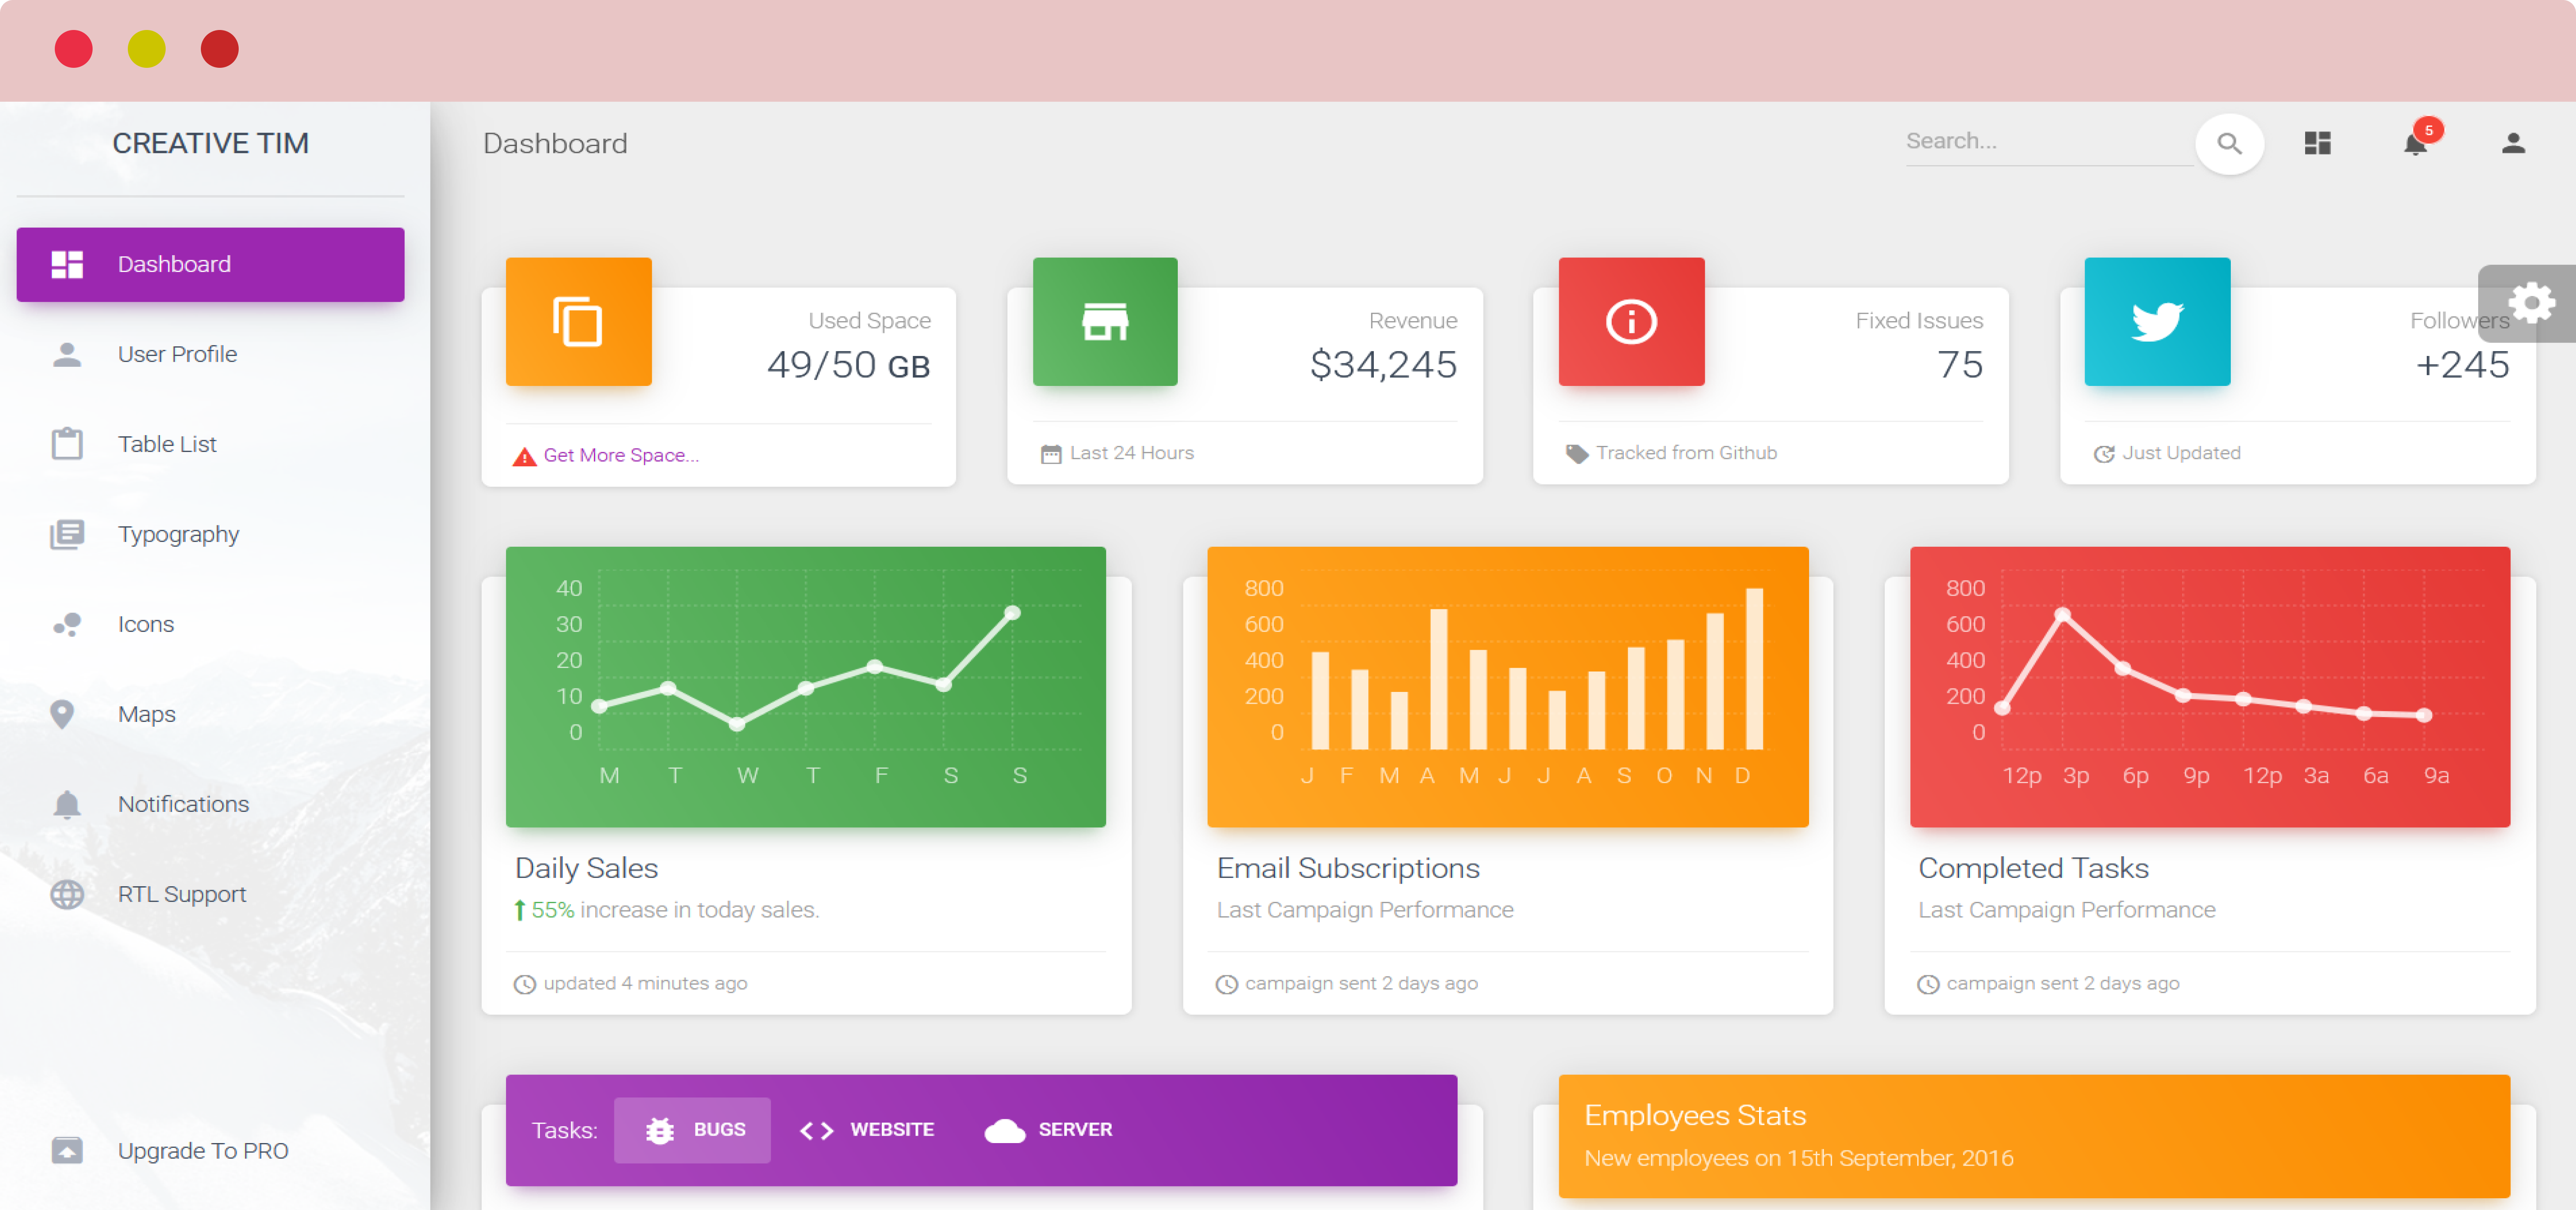 CREATIVE TIM
Dashboard
User Profile
Table List
Typography
Icons
Maps
Notifications
RTL Support
Upgrade To PRO
Dashboard
Search...
5
Used Space
49/50 GB
Get More Space...
Revenue
$34,245
Last 24 Hours
Fixed Issues
75
Tracked from Github
Followers
+245
Just Updated
40
30
20
10
0
M T W T F S S
Daily Sales
55% increase in today sales.
updated 4 minutes ago
800
600
400
200
0
J F M A M J J A S O N D
Email Subscriptions
Last Campaign Performance
campaign sent 2 days ago
800
600
400
200
0
12p 3p 6p 9p 12p 3a 6a 9a
Completed Tasks
Last Campaign Performance
campaign sent 2 days ago
Tasks: BUGS WEBSITE SERVER
Employees Stats
New employees on 15th September, 2016